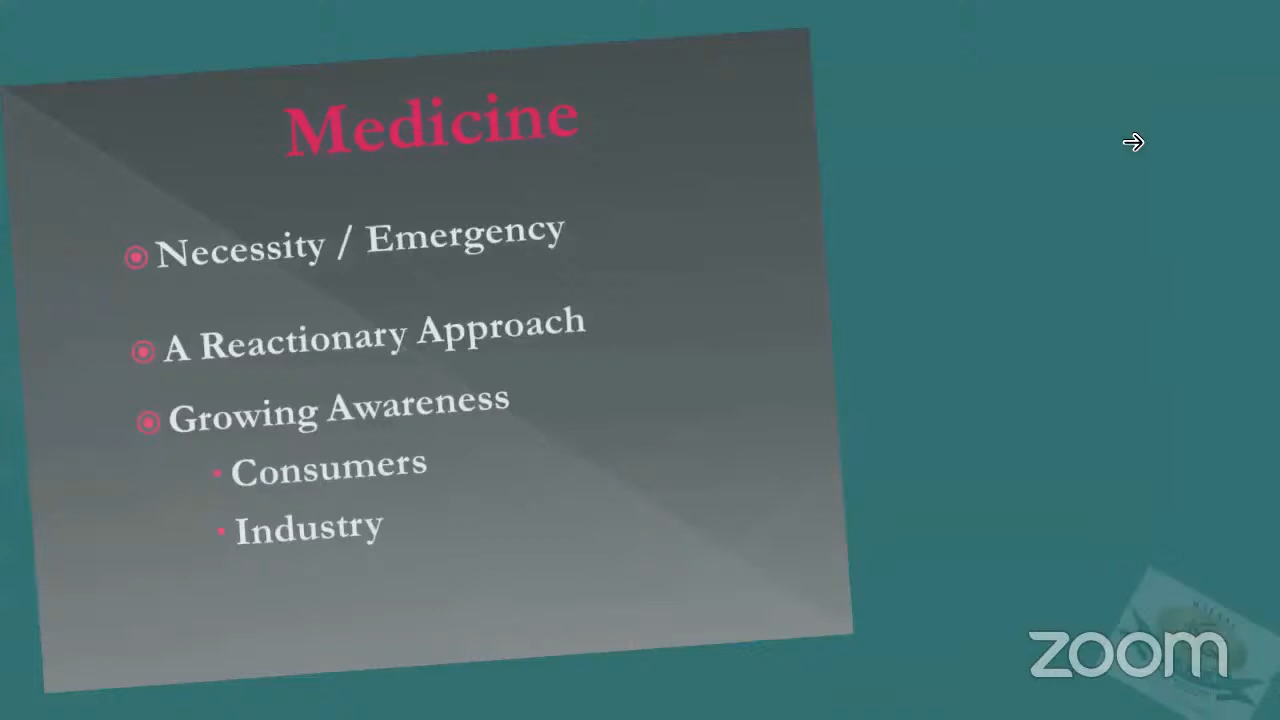 Medicine
Necessity / Emergency
A Reactionary Approach
Growing Awareness
Consumers
Industry
zoom